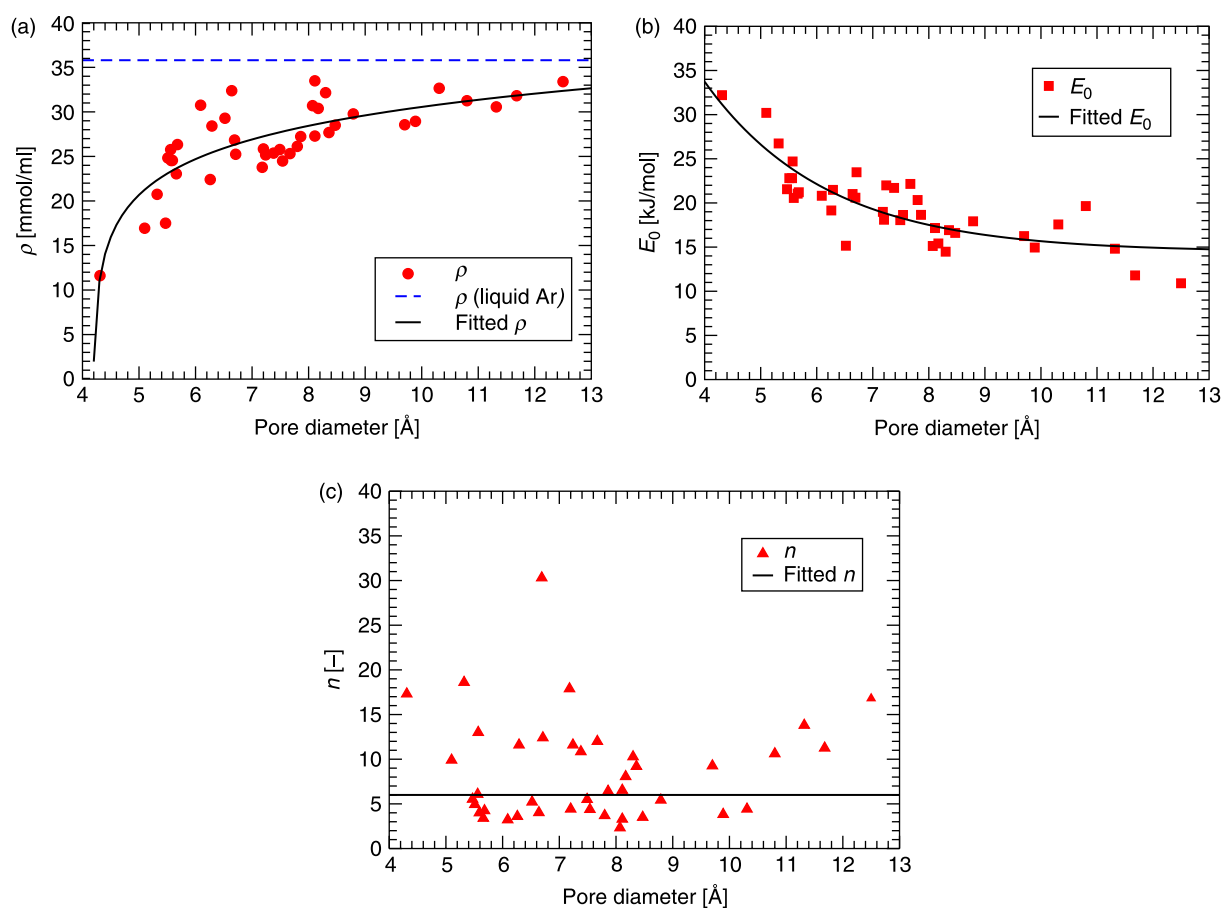 (a)
40
35
30
25
20
15
10
5
0
ρ [mmol/ml]
ρ
ρ (liquid Ar)
Fitted ρ
4 5 6 7 8 9 10 11 12 13
Pore diameter [Å]
(b)
40
35
30
25
20
15
10
5
0
E0 [kJ/mol]
E0
Fitted E0
4 5 6 7 8 9 10 11 12 13
Pore diameter [Å]
(c)
40
35
30
25
20
15
10
5
0
n [–]
n
Fitted n
4 5 6 7 8 9 10 11 12 13
Pore diameter [Å]